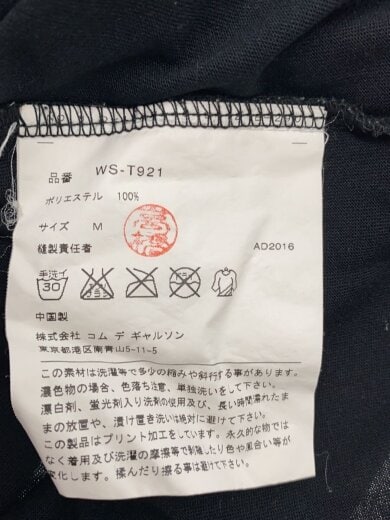 品番 WS-T921
ポリエステル 100%
サイズ M
縫製責任者
AD2016
手洗イ
30
中国製
株式会社 コム デ ギャルソン
東京都港区南青山5-11-5
この素材は洗濯等で多少の縮みや斜行する事があります。
濃色物の場合、色落ち注意、単独洗いをして下さい。
漂白剤、蛍光剤入り洗剤の使用及び、長い時間濡れたま
まの放置や、漬け置き洗いは絶対に避けて下さい。
この製品はプリント加工をしています。永久的な物では
なく着用及び洗濯の摩擦等で剥離したり色や風合い等が
変化します。揉んだり擦る事は避けて下さい。